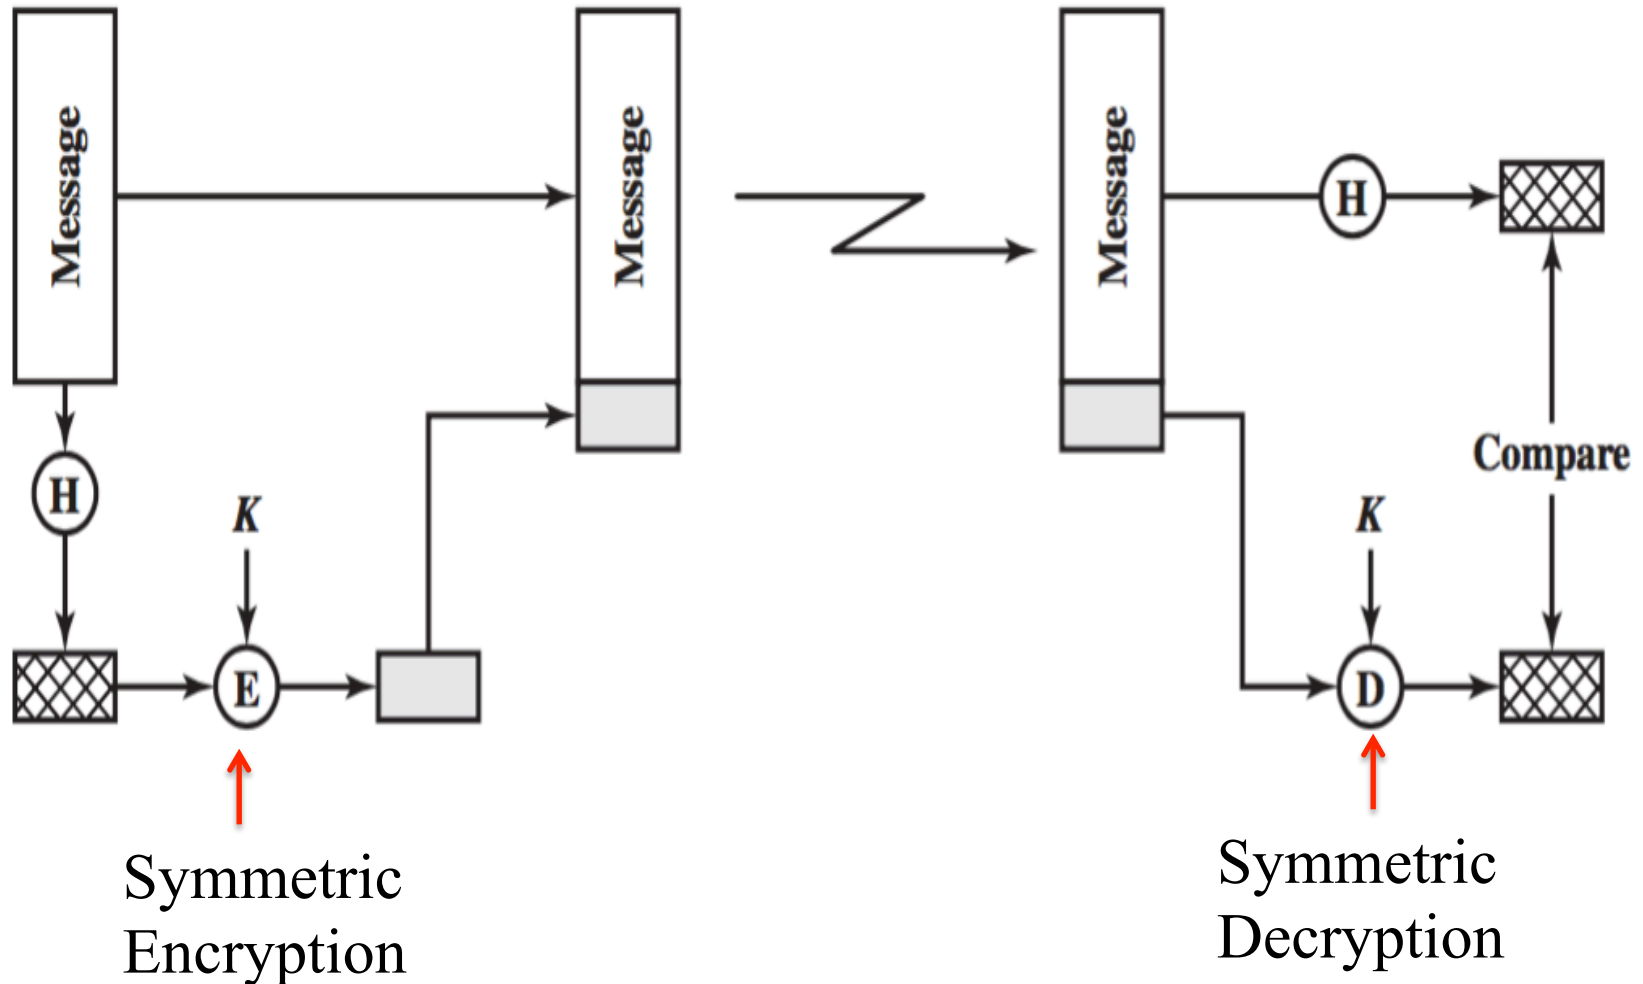 Message
Message
Message
H
H
K
K
Compare
E
D
Symmetric
Encryption
Symmetric
Decryption